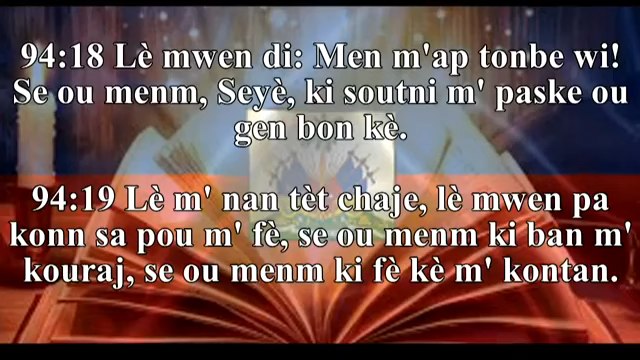 94:18 Lè mwen di: Men m'ap tonbe wi!
Se ou menm, Seyè, ki soutni m' paske ou
gen bon kè.
94:19 Lè m' nan tèt chaje, lè mwen pa
konn sa pou m' fè, se ou menm ki ban m'
kouraj, se ou menm ki fè kè m' kontan.